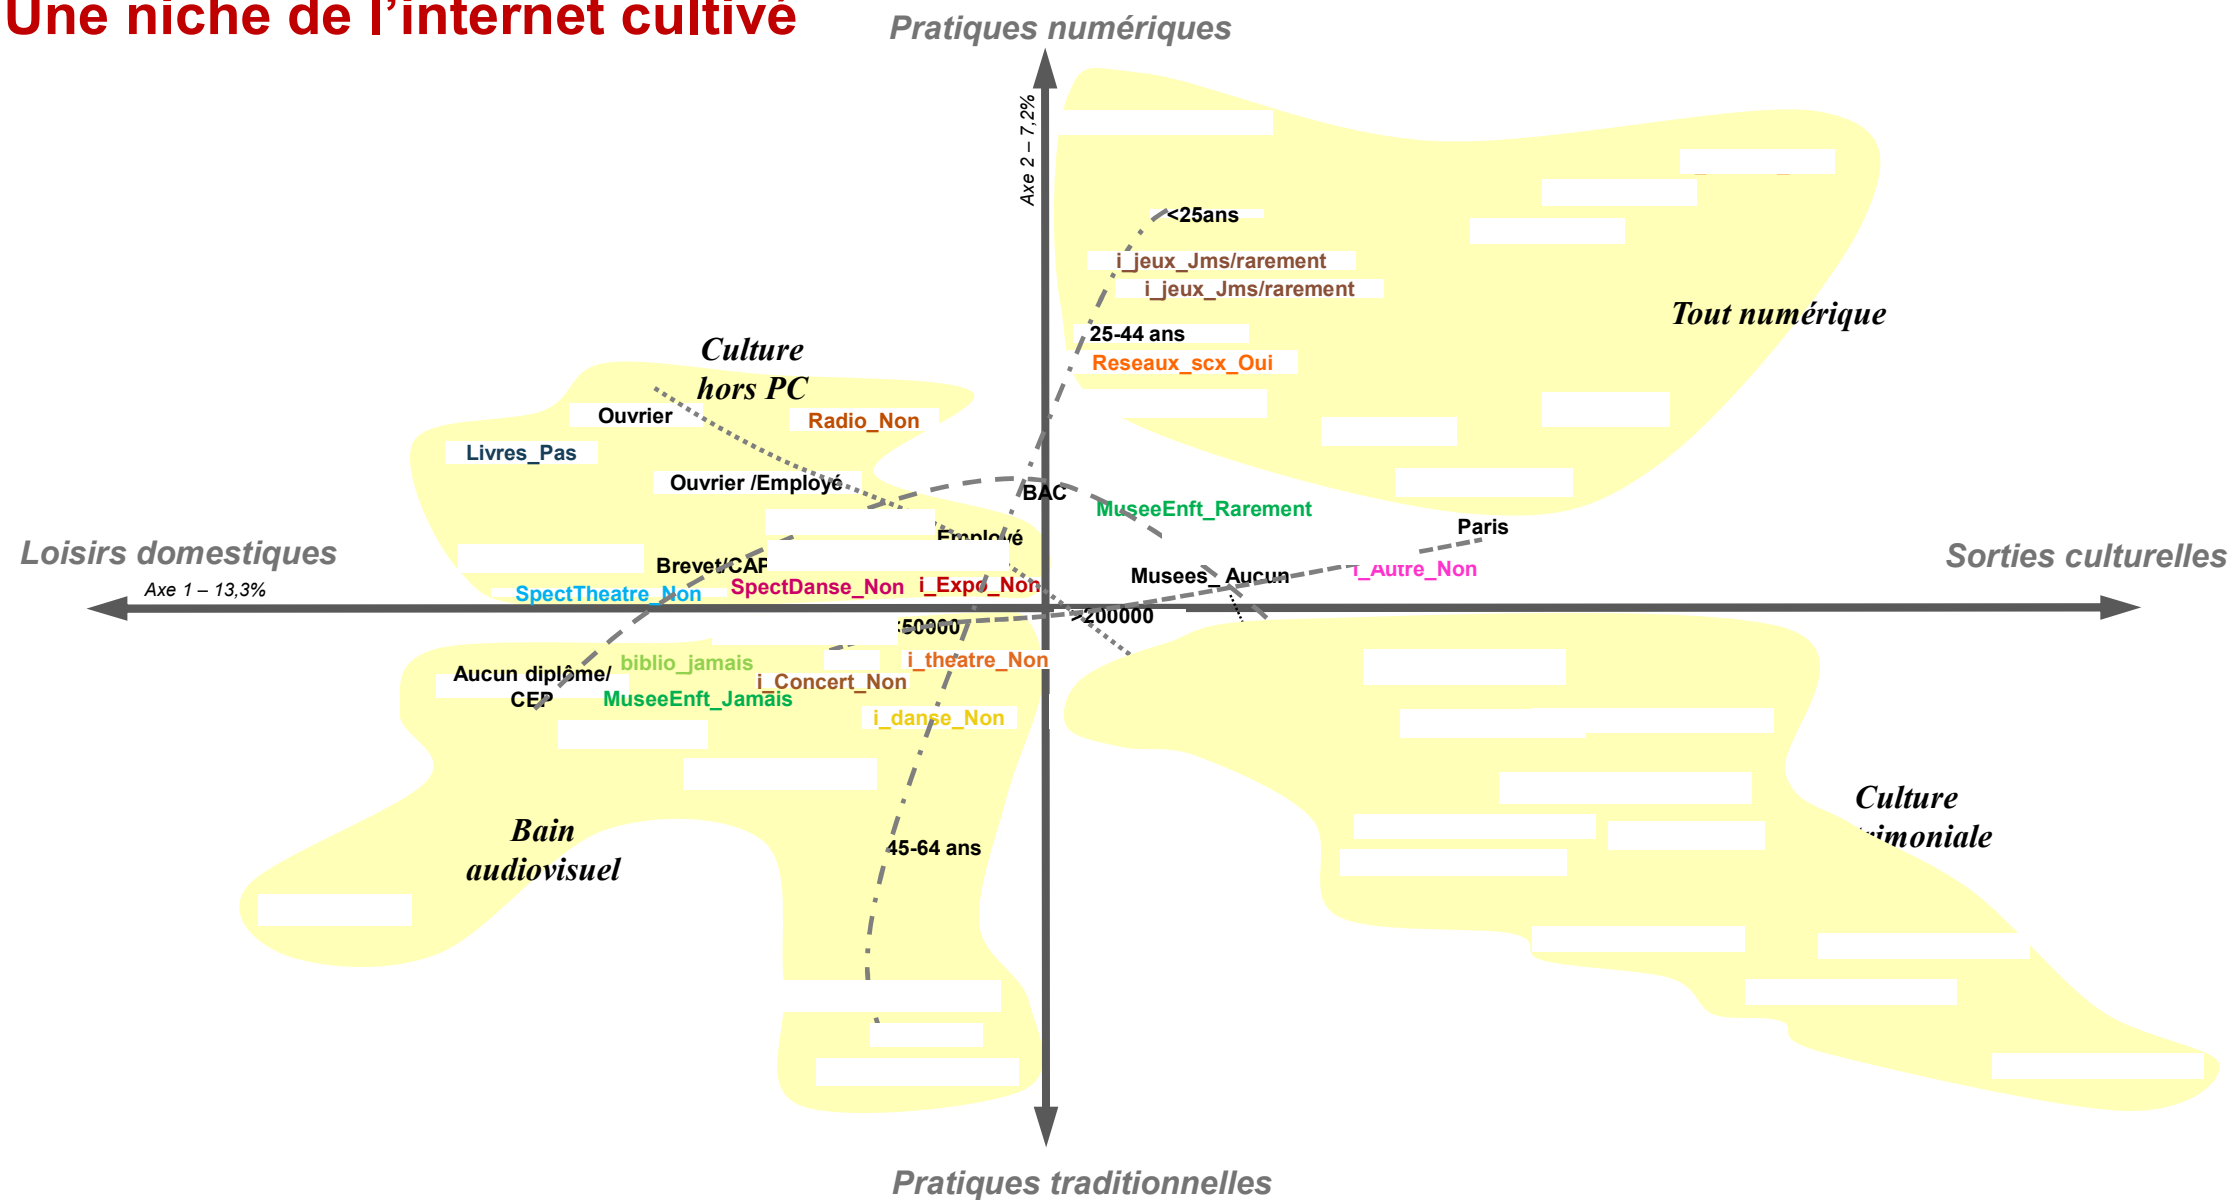 Une niche de l’internet cultivé
Pratiques numériques
Axe 2 – 7,2%
<25ans
i_jeux_Jms/rarement
i_jeux_Jms/rarement
Tout numérique
25-44 ans
Reseaux_scx_Oui
Culture
hors PC
Ouvrier
Radio_Non
Livres_Pas
Ouvrier /Employé
BAC
MuseeEnft_Rarement
Paris
Employé
Loisirs domestiques
Sorties culturelles
Axe 1 – 13,3%
Brevet/CAP
i_Autre_Non
Musees_ Aucun
SpectTheatre_Non
SpectDanse_Non
i_Expo_Non
>200000
50000
biblio_jamais
i_theatre_Non
Aucun diplôme/
CEP
i_Concert_Non
MuseeEnft_Jamais
i_danse_Non
Culture
rimoniale
Bain
audiovisuel
45-64 ans
Pratiques traditionnelles